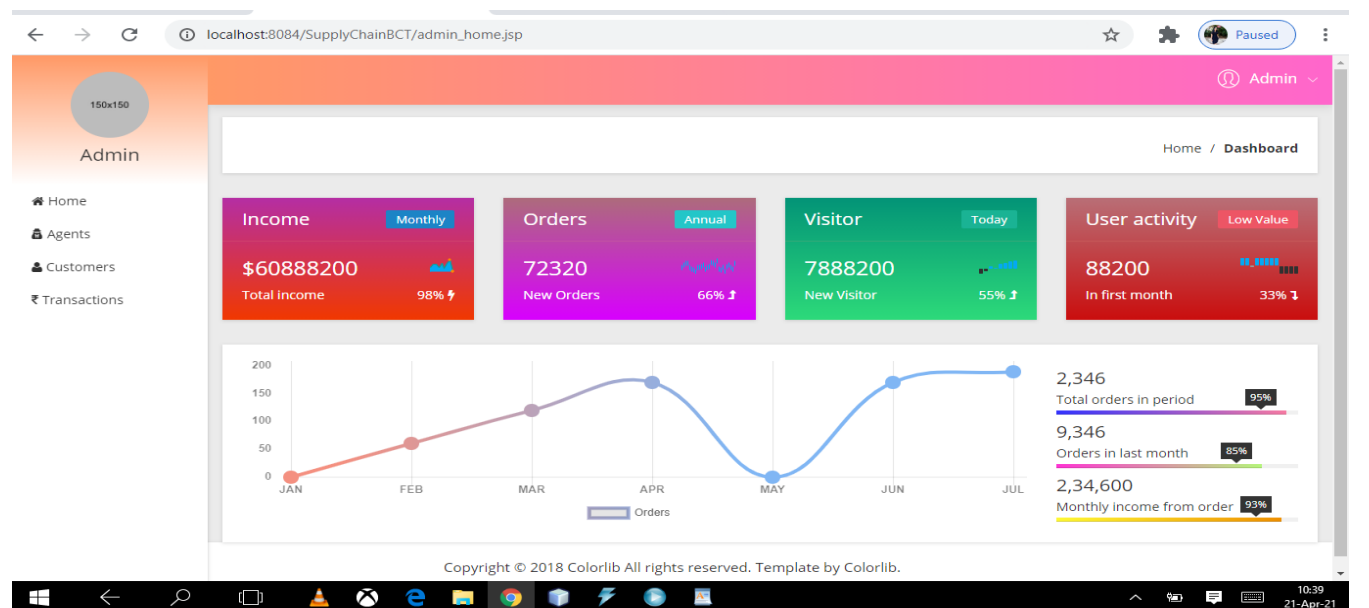 localhost:8084/SupplyChainBCT/admin_home.jsp
Paused
150x150
Admin
Admin
Home / Dashboard
Home
Agents
Customers
₹ Transactions
Income Monthly
$60888200
Total income 98%
Orders Annual
72320
New Orders 66%
Visitor Today
7888200
New Visitor 55%
User activity Low Value
88200
In first month 33%
200
150
100
50
0
JAN FEB MAR APR MAY JUN JUL
Orders
2,346
Total orders in period 95%
9,346
Orders in last month 85%
2,34,600
Monthly income from order 93%
Copyright © 2018 Colorlib All rights reserved. Template by Colorlib.
10:39
21-Apr-21